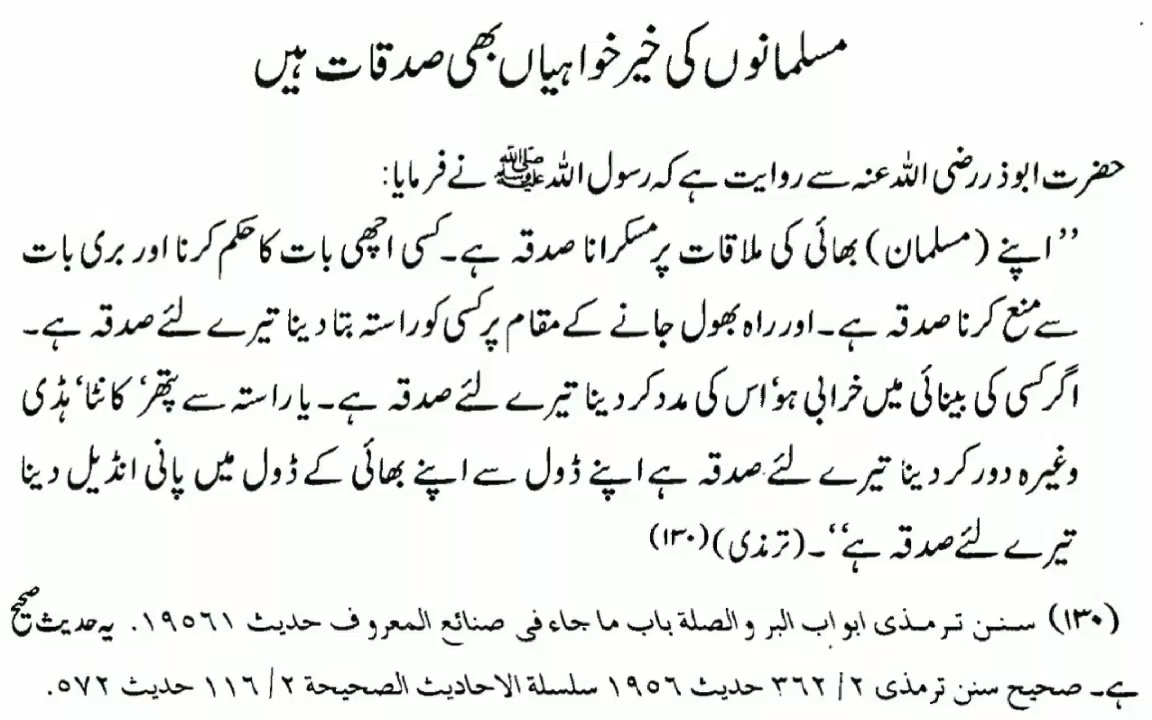 مسلمانوں کی خیر خواہیاں بھی صدقات ہیں
حضرت ابوذر رضی اللہ عنہ سے روایت ہے کہ رسول اللہ ﷺ نے فرمایا:
’’اپنے (مسلمان) بھائی کی ملاقات پر مسکرانا صدقہ ہے۔ کسی اچھی بات کا حکم کرنا اور بری بات
سے منع کرنا صدقہ ہے۔ اور راہ بھول جانے کے مقام پر کسی کو راستہ بتا دینا تیرے لئے صدقہ ہے۔
اگر کسی کی بینائی میں خرابی ہو‘ اس کی مدد کر دینا تیرے لئے صدقہ ہے۔ یا راستہ سے پتھر‘ کانٹا‘ ہڈی
وغیرہ دور کر دینا تیرے لئے صدقہ ہے اپنے ڈول سے اپنے بھائی کے ڈول میں پانی انڈیل دینا
تیرے لئے صدقہ ہے‘‘۔ (ترمذی) (۱۳۰)
(۱۳۰) سنن ترمذی ابواب البر والصلة باب ما جاء فی صنائع المعروف حدیث ۱۹۵۶۱. یہ حدیث صحیح
ہے۔ صحیح سنن ترمذی ۲/ ۳۶۲ حدیث ۱۹۵۶ سلسلة الاحادیث الصحیحة ۲/ ۱۱۶ حدیث ۵۷۲.